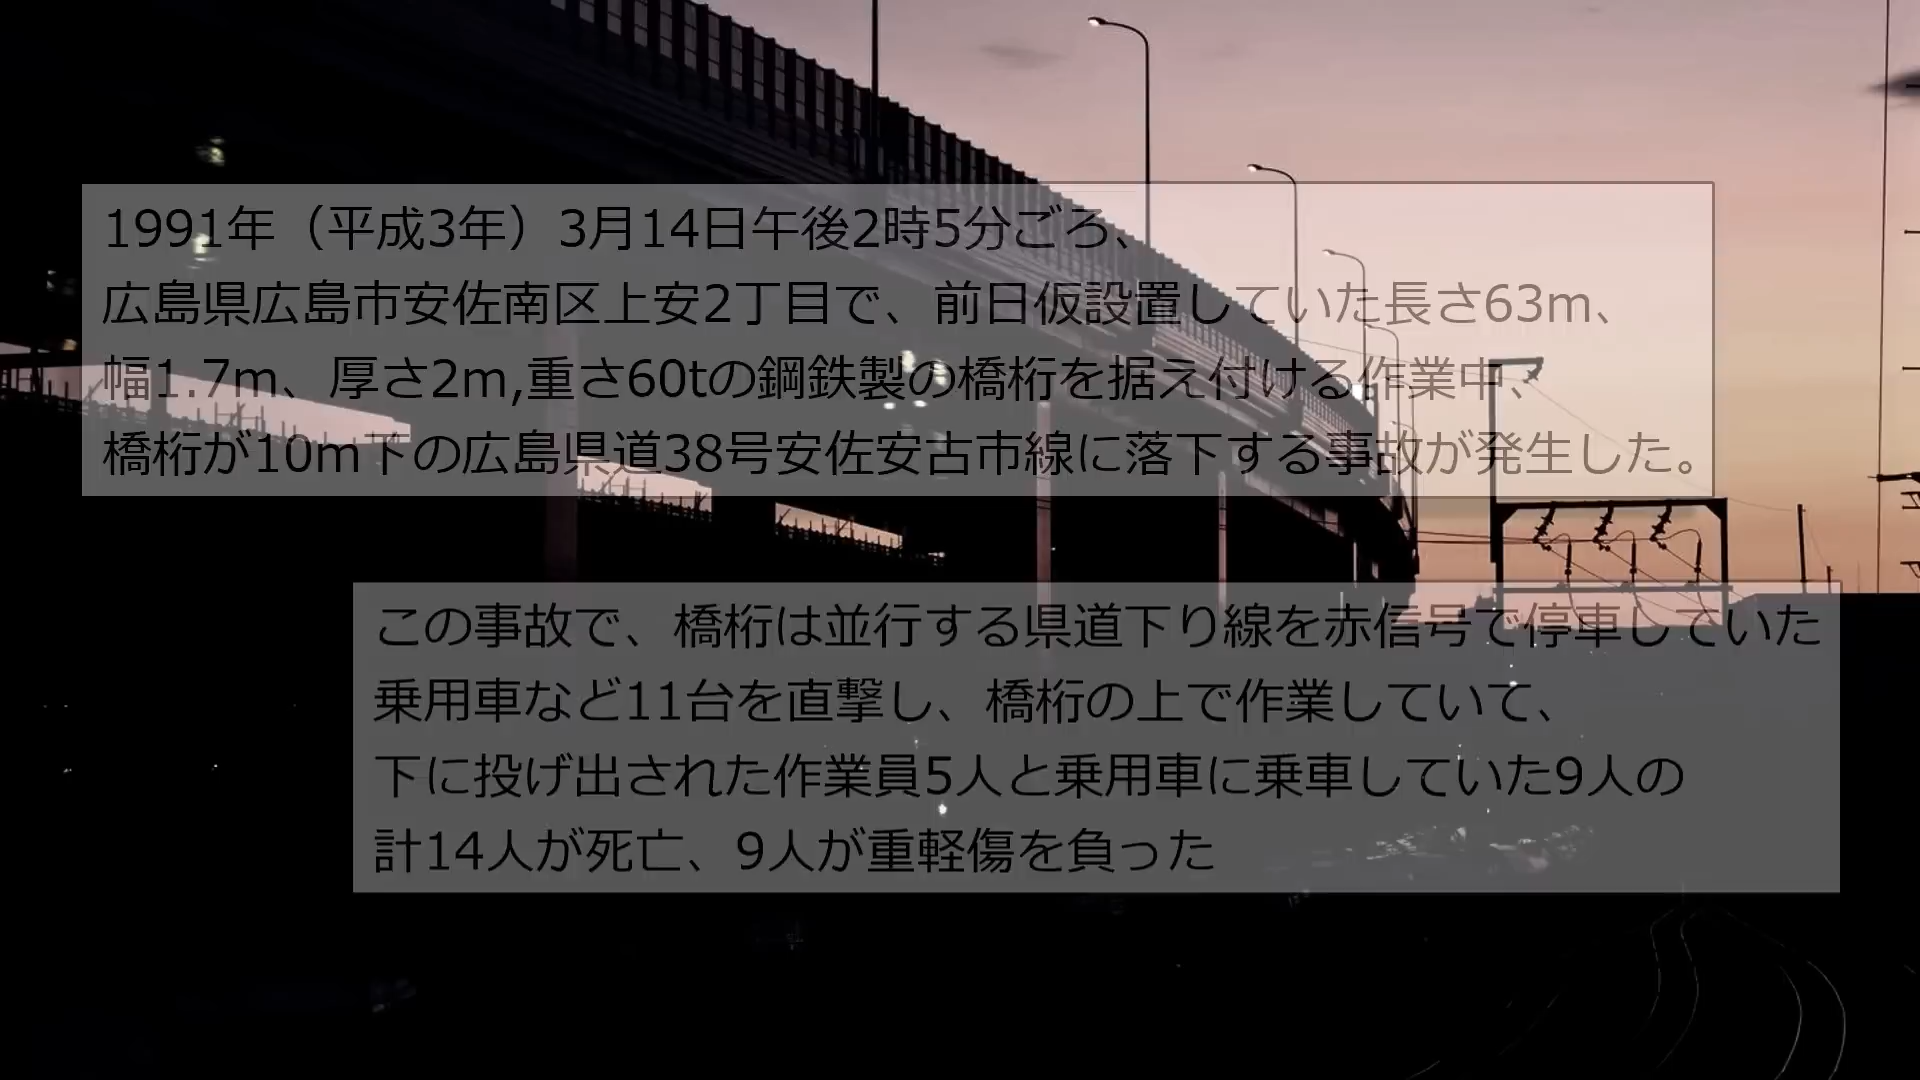 1991年（平成3年）3月14日午後2時5分ごろ、
広島県広島市安佐南区上安2丁目で、前日仮設置していた長さ63m、
幅1.7m、厚さ2m,重さ60tの鋼鉄製の橋桁を据え付ける作業中、
橋桁が10m下の広島県道38号安佐安古市線に落下する事故が発生した。
この事故で、橋桁は並行する県道下り線を赤信号で停車していた
乗用車など11台を直撃し、橋桁の上で作業していて、
下に投げ出された作業員5人と乗用車に乗車していた9人の
計14人が死亡、9人が重軽傷を負った